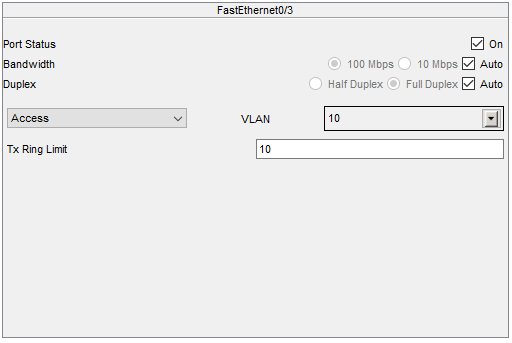 FastEthernet0/3
Port Status On
Bandwidth 100 Mbps 10 Mbps Auto
Duplex Half Duplex Full Duplex Auto
Access VLAN 10
Tx Ring Limit 10